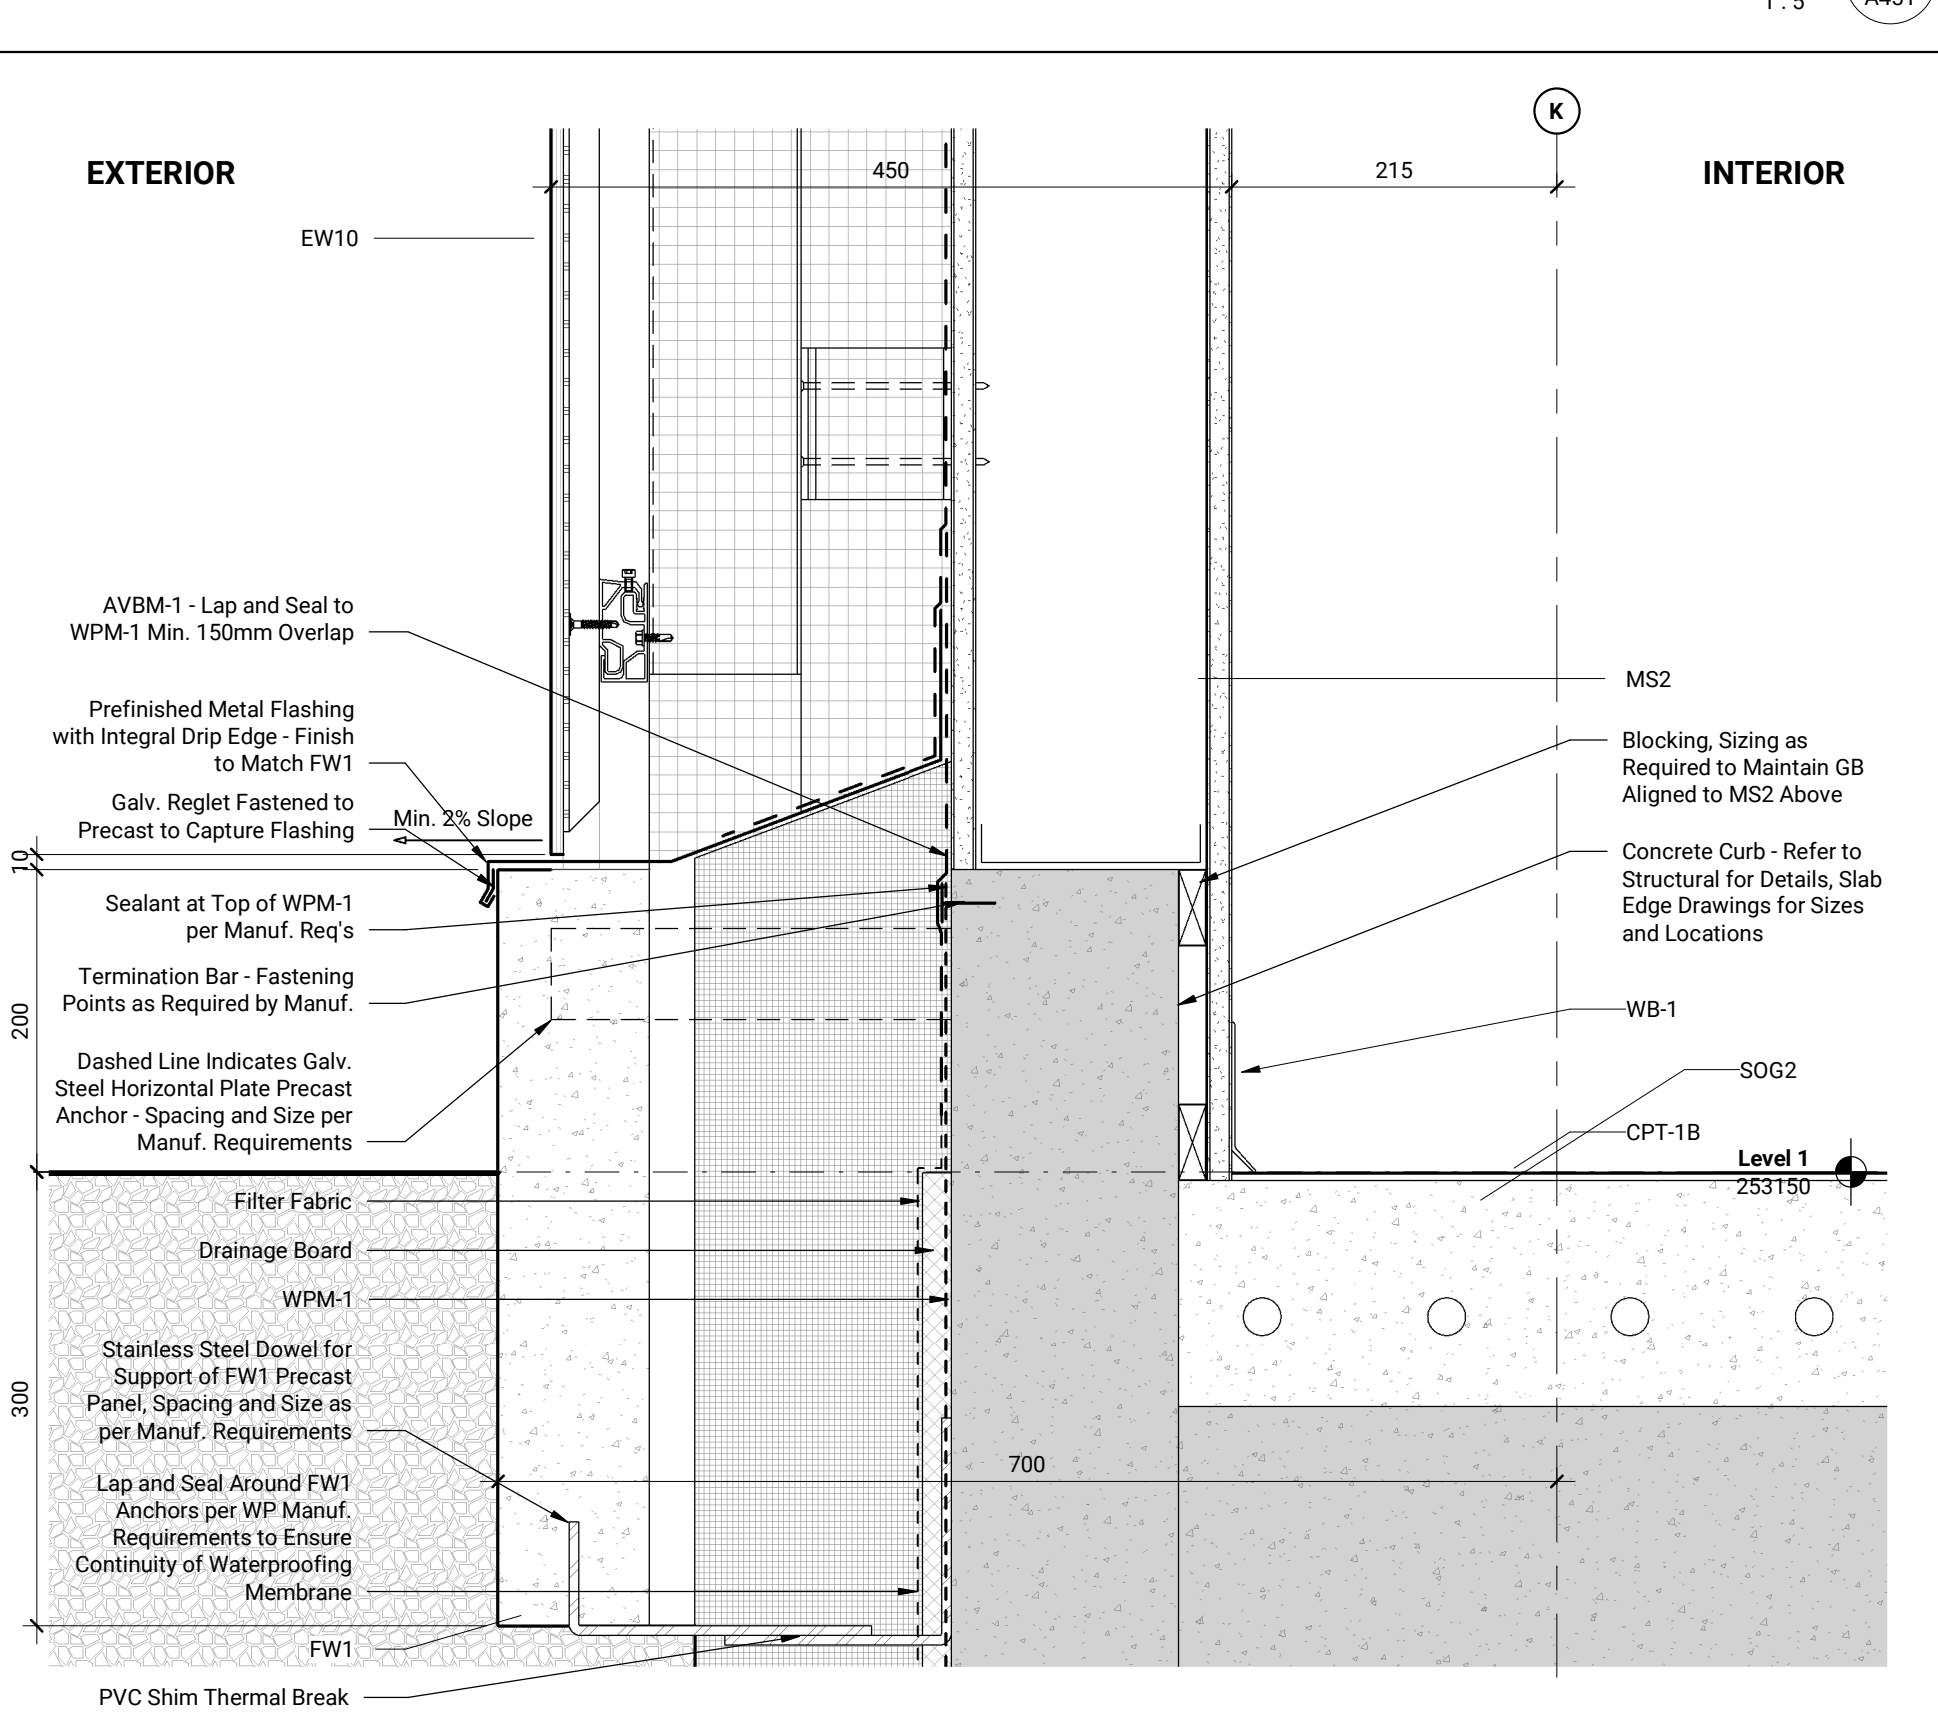 1 : 5
A451
K
EXTERIOR
450
215
INTERIOR
EW10
AVBM-1 - Lap and Seal to
WPM-1 Min. 150mm Overlap
Prefinished Metal Flashing
with Integral Drip Edge - Finish
to Match FW1
Galv. Reglet Fastened to
Precast to Capture Flashing
Min. 2% Slope
10
Sealant at Top of WPM-1
per Manuf. Req's
Termination Bar - Fastening
Points as Required by Manuf.
200
Dashed Line Indicates Galv.
Steel Horizontal Plate Precast
Anchor - Spacing and Size per
Manuf. Requirements
Filter Fabric
Drainage Board
WPM-1
Stainless Steel Dowel for
Support of FW1 Precast
Panel, Spacing and Size as
per Manuf. Requirements
300
Lap and Seal Around FW1
Anchors per WP Manuf.
Requirements to Ensure
Continuity of Waterproofing
Membrane
FW1
PVC Shim Thermal Break
700
MS2
Blocking, Sizing as
Required to Maintain GB
Aligned to MS2 Above
Concrete Curb - Refer to
Structural for Details, Slab
Edge Drawings for Sizes
and Locations
WB-1
SOG2
CPT-1B
Level 1
253150